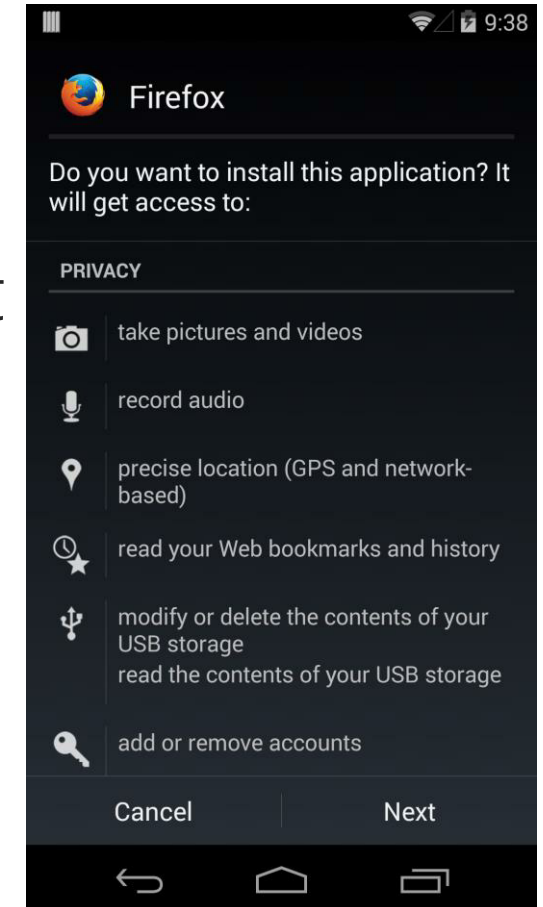 9:38
Firefox
Do you want to install this application? It
will get access to:
PRIVACY
take pictures and videos
record audio
precise location (GPS and network-
based)
read your Web bookmarks and history
modify or delete the contents of your
USB storage
read the contents of your USB storage
add or remove accounts
Cancel Next